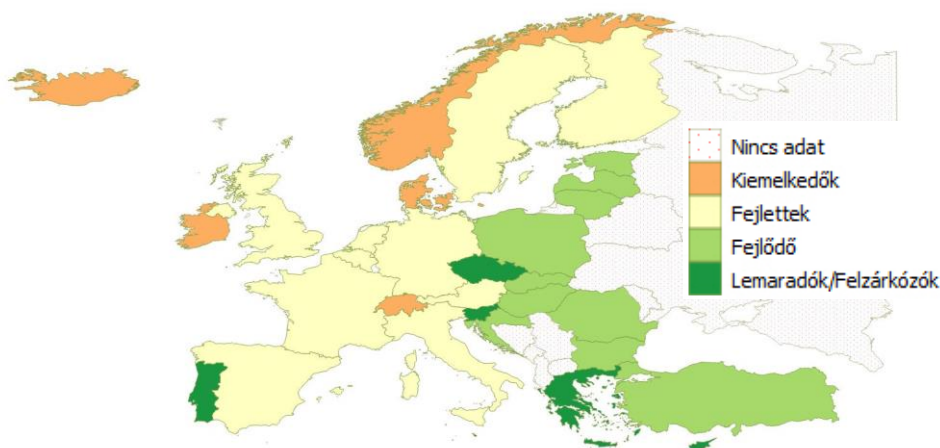 Nincs adat
Kiemelkedők
Fejlettek
Fejlődő
Lemaradók/Felzárkózók